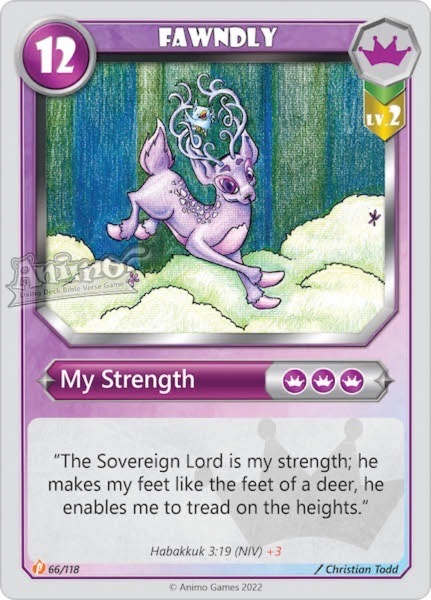 12
FAWNDLY
LV.2
Animo
Living Deck Bible Verse Game
My Strength
"The Sovereign Lord is my strength; he
makes my feet like the feet of a deer, he
enables me to tread on the heights."
Habakkuk 3:19 (NIV) +3
66/118
Christian Todd
© Animo Games 2022